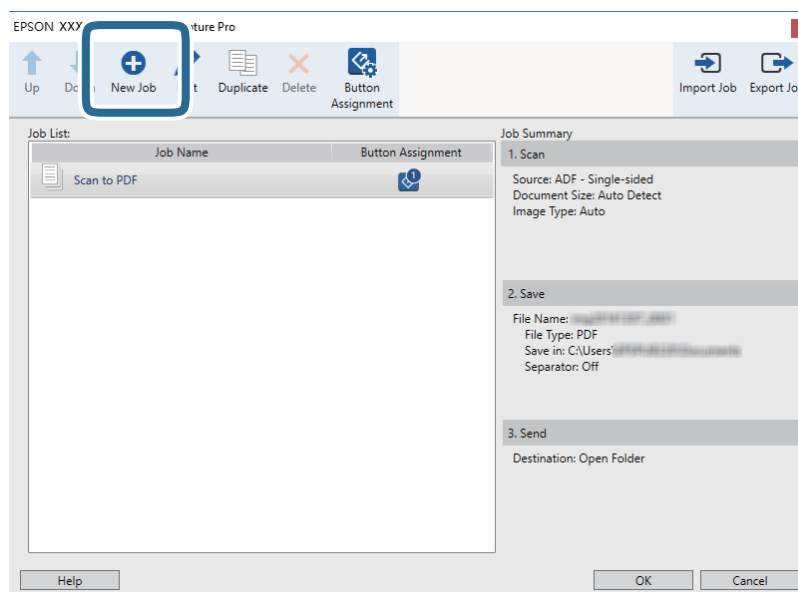 EPSON XXX ture Pro
Up
New Job
Duplicate
Delete
Button
Assignment
Import Job
Export Jo
Job List:
Job Name
Button Assignment
Scan to PDF
1
Job Summary
1. Scan
Source: ADF - Single-sided
Document Size: Auto Detect
Image Type: Auto
2. Save
File Name:
File Type: PDF
Save in: C:\Users\
Separator: Off
3. Send
Destination: Open Folder
Help
OK
Cancel